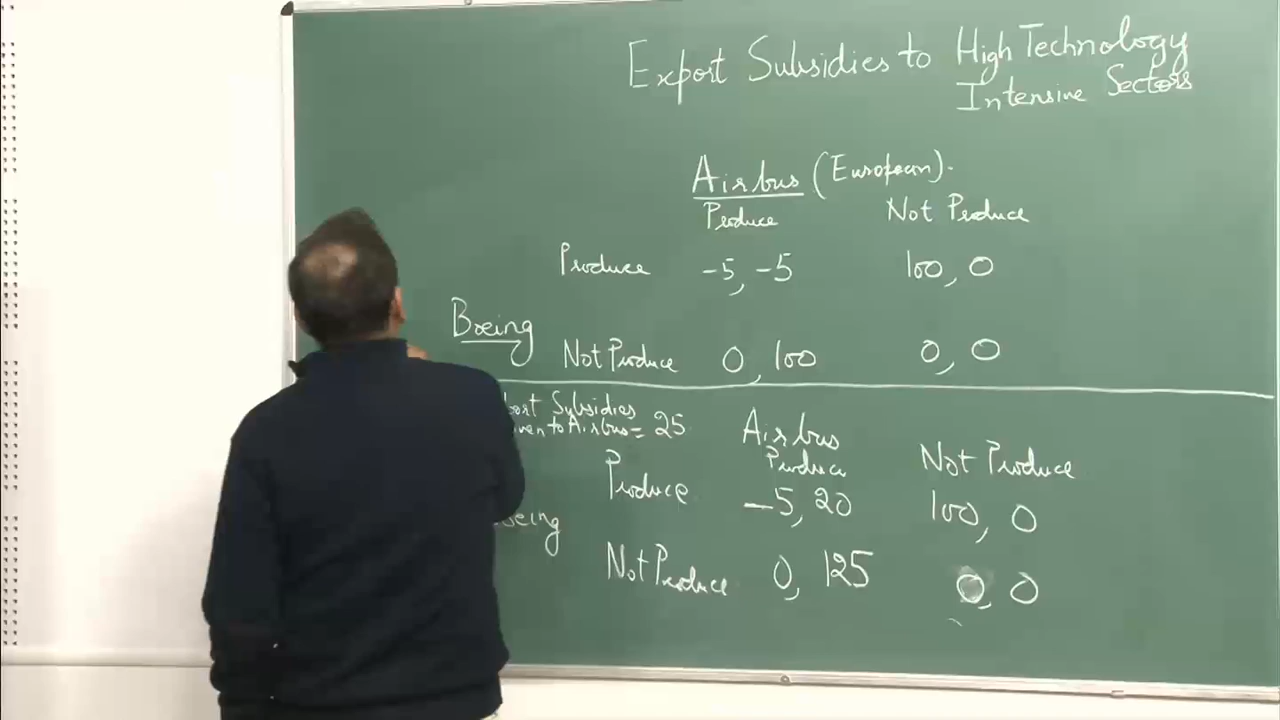 Export Subsidies to High Technology
Intensive Sectors
Airbus (European).
Produce Not Produce
Produce -5, -5 100, 0
Boeing
Not Produce 0, 100 0, 0
Subsidies
to Airbus = 25
Airbus
Produce Not Produce
Produce -5, 20 100, 0
Not Produce 0, 125 0, 0